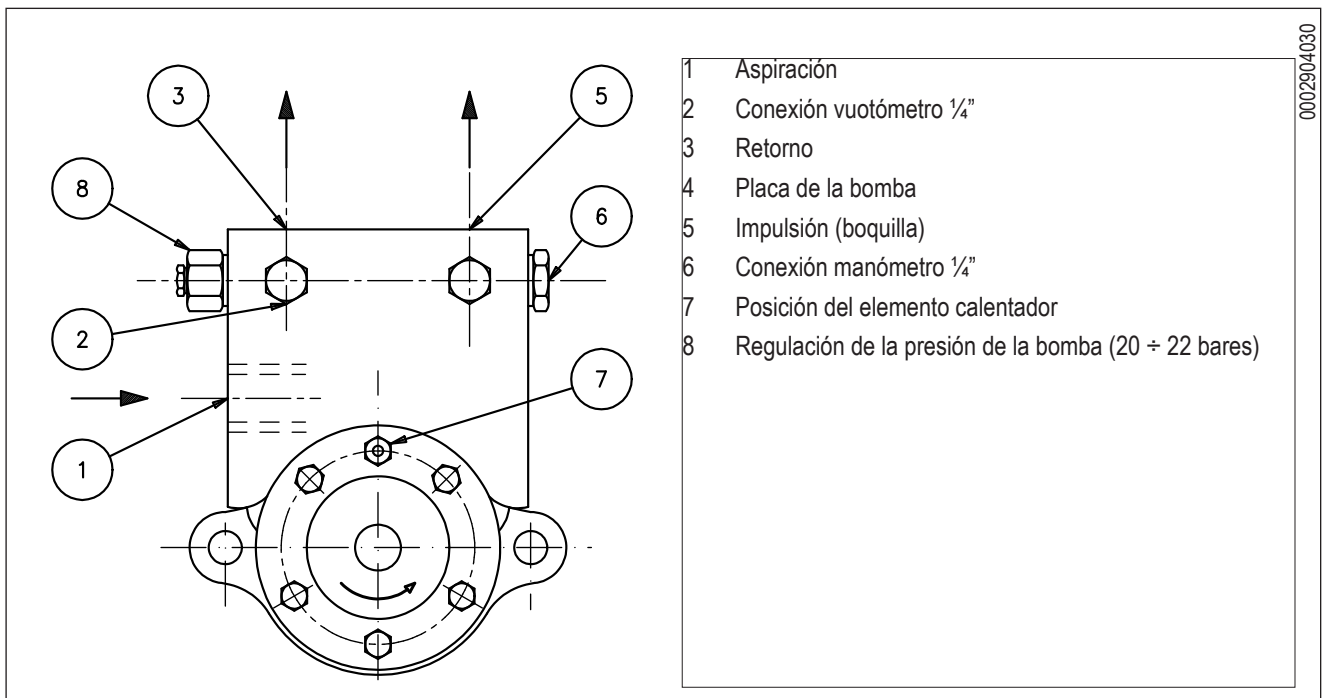 3
5
8
6
2
7
1
1 Aspiración
2 Conexión vuotómetro ¼”
3 Retorno
4 Placa de la bomba
5 Impulsión (boquilla)
6 Conexión manómetro ¼”
7 Posición del elemento calentador
8 Regulación de la presión de la bomba (20 ÷ 22 bares)
0002904030